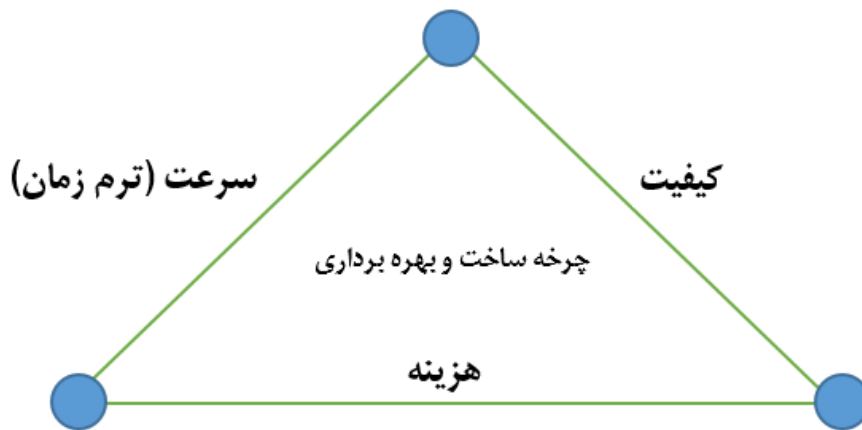 کیفیت
سرعت (ترم زمان)
چرخه ساخت و بهره برداری
هزینه